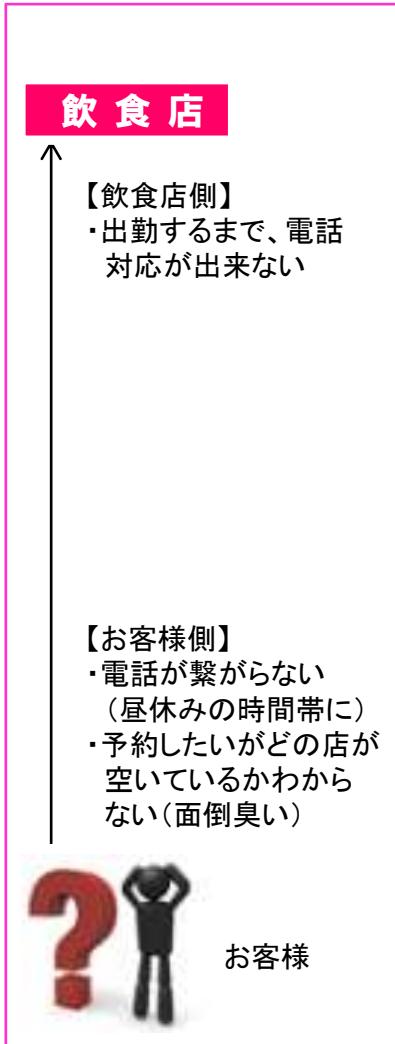 飲食店
【飲食店側】
・出勤するまで、電話
対応が出来ない
【お客様側】
・電話が繋がらない
（昼休みの時間帯に）
・予約したいがどの店が
空いているかわから
ない（面倒臭い）
お客様